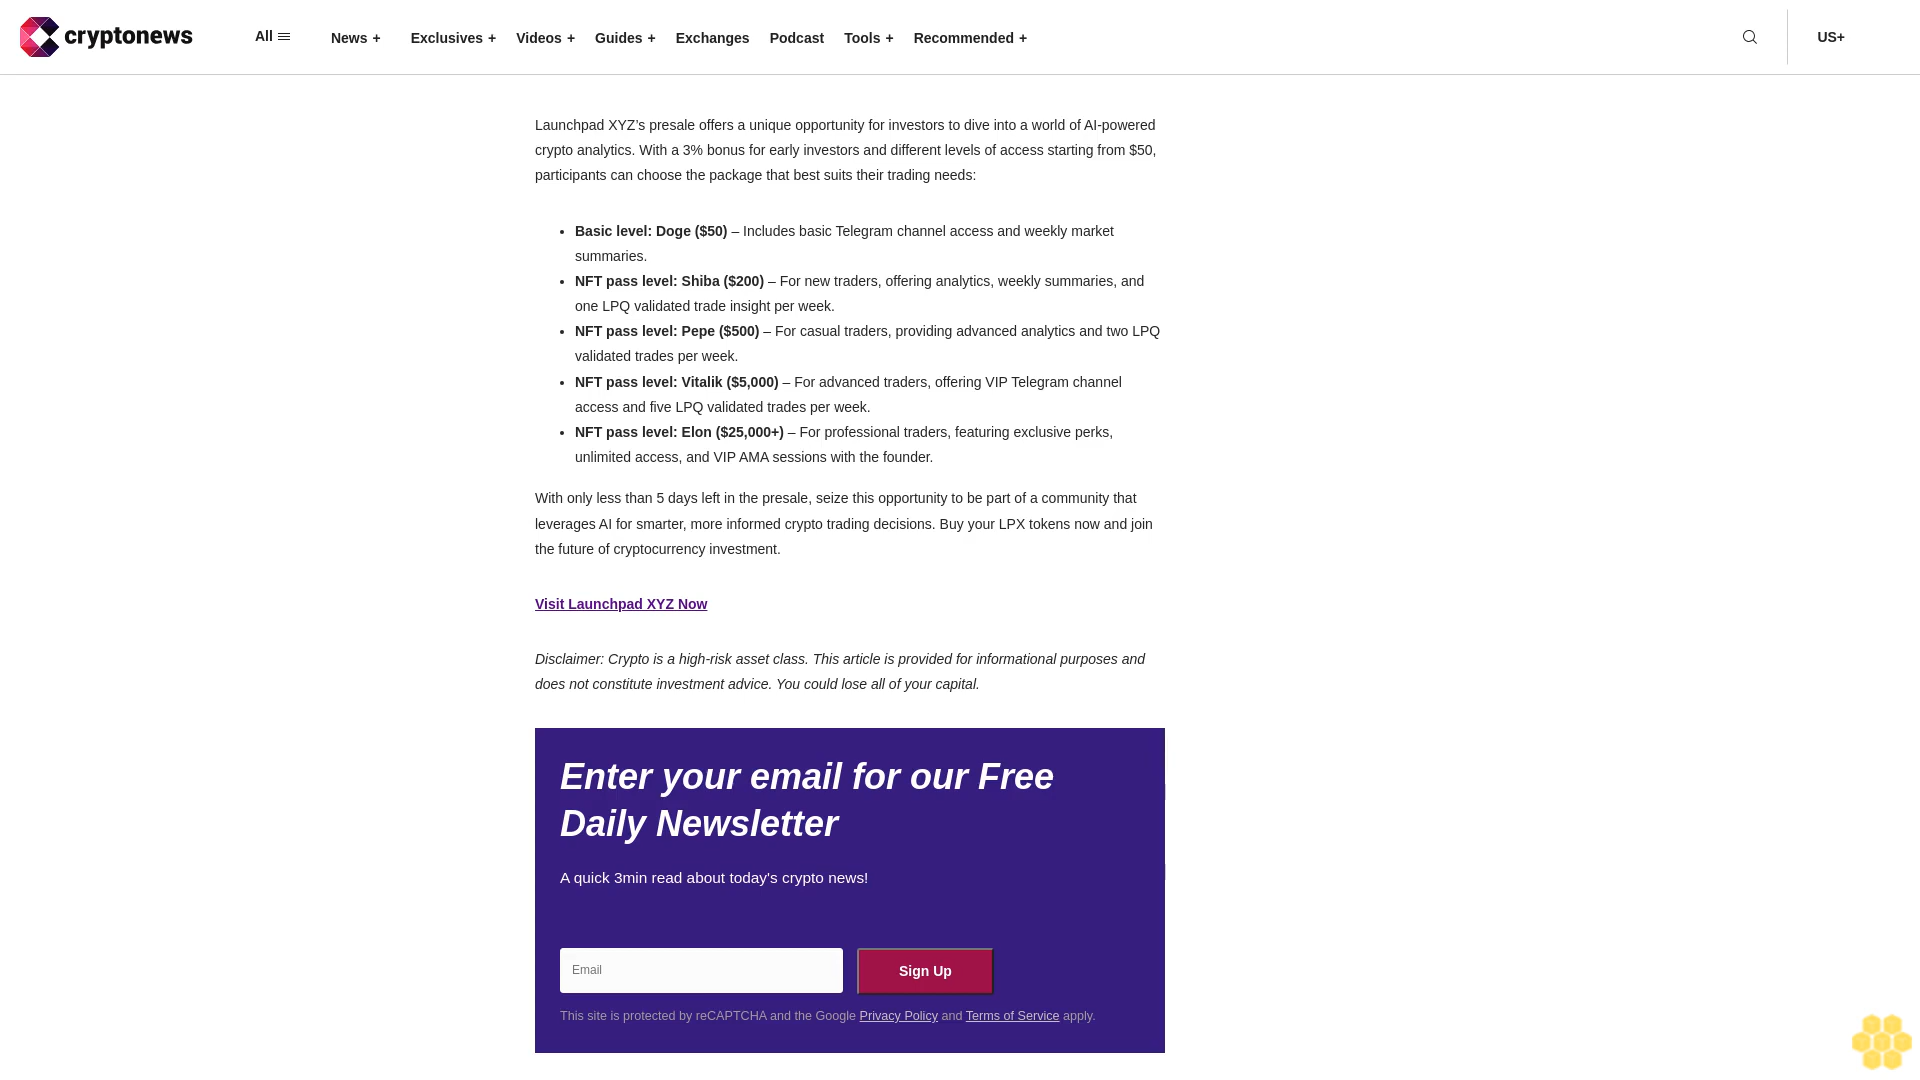 cryptonews
All
News +
Exclusives +
Videos +
Guides +
Exchanges
Podcast
Tools +
Recommended +
US+
Launchpad XYZ’s presale offers a unique opportunity for investors to dive into a world of AI-powered
crypto analytics. With a 3% bonus for early investors and different levels of access starting from $50,
participants can choose the package that best suits their trading needs:
• Basic level: Doge ($50) – Includes basic Telegram channel access and weekly market
summaries.
• NFT pass level: Shiba ($200) – For new traders, offering analytics, weekly summaries, and
one LPQ validated trade insight per week.
• NFT pass level: Pepe ($500) – For casual traders, providing advanced analytics and two LPQ
validated trades per week.
• NFT pass level: Vitalik ($5,000) – For advanced traders, offering VIP Telegram channel
access and five LPQ validated trades per week.
• NFT pass level: Elon ($25,000+) – For professional traders, featuring exclusive perks,
unlimited access, and VIP AMA sessions with the founder.
With only less than 5 days left in the presale, seize this opportunity to be part of a community that
leverages AI for smarter, more informed crypto trading decisions. Buy your LPX tokens now and join
the future of cryptocurrency investment.
Visit Launchpad XYZ Now
Disclaimer: Crypto is a high-risk asset class. This article is provided for informational purposes and
does not constitute investment advice. You could lose all of your capital.
Enter your email for our Free
Daily Newsletter
A quick 3min read about today's crypto news!
Email
Sign Up
This site is protected by reCAPTCHA and the Google Privacy Policy and Terms of Service apply.